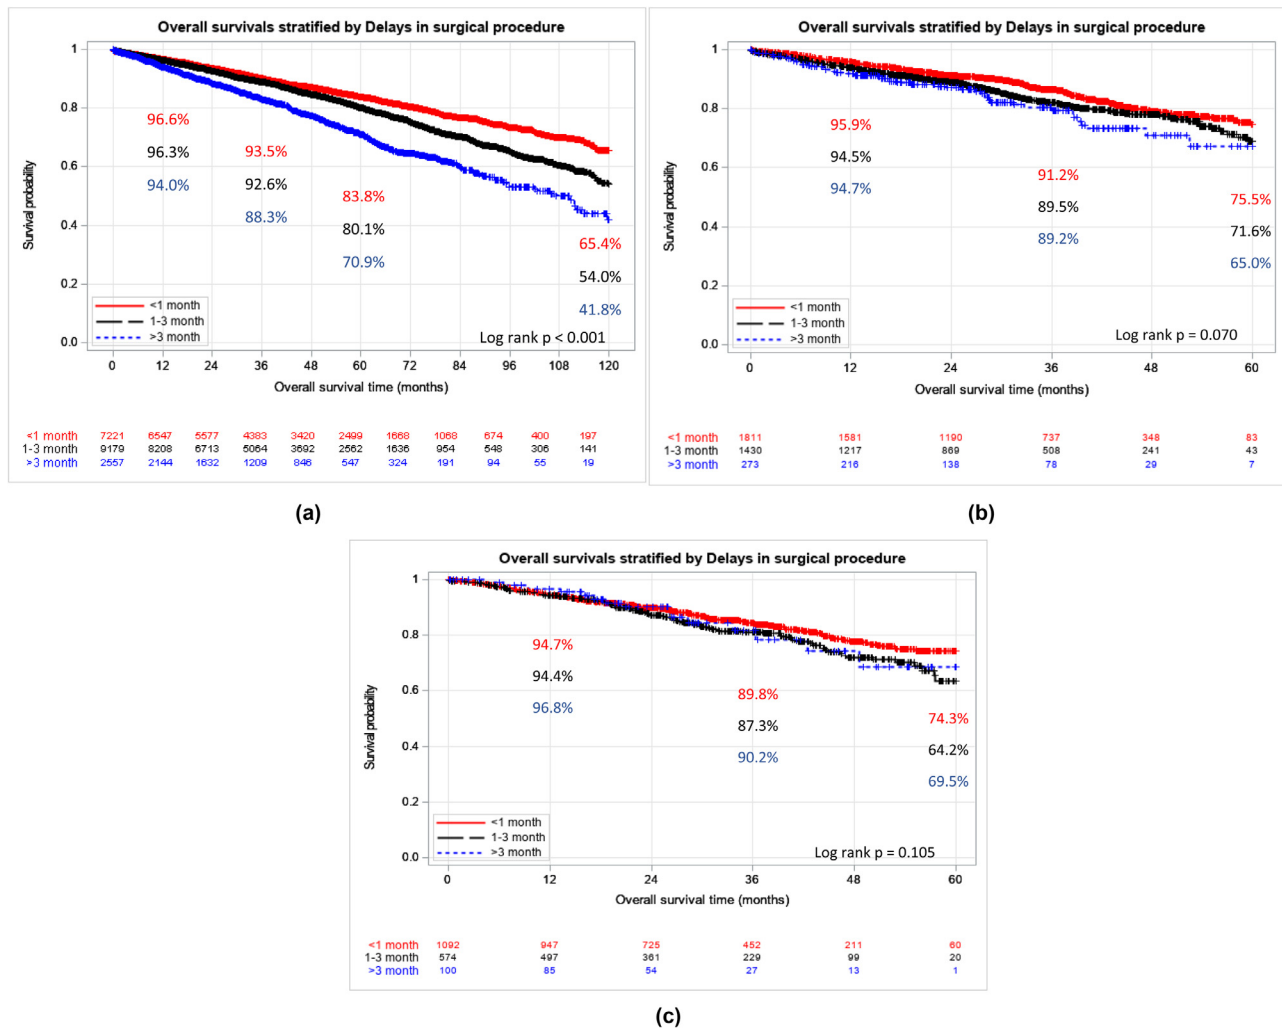 Overall survivals stratified by Delays in surgical procedure
1
0.8
0.6
0.4
0.2
0.0
Survival probability
96.6%
96.3%
94.0%
93.5%
92.6%
88.3%
83.8%
80.1%
70.9%
65.4%
54.0%
41.8%
<1 month
1-3 month
>3 month
Log rank p < 0.001
0 12 24 36 48 60 72 84 96 108 120
Overall survival time (months)
<1 month 7221 6547 5577 4383 3420 2499 1668 1068 674 400 197
1-3 month 9179 8208 6713 5064 3692 2562 1636 954 548 306 141
>3 month 2557 2144 1632 1209 846 547 324 191 94 55 19
(a)
Overall survivals stratified by Delays in surgical procedure
1
0.8
0.6
0.4
0.2
0.0
Survival probability
95.9%
94.5%
94.7%
91.2%
89.5%
89.2%
75.5%
71.6%
65.0%
<1 month
1-3 month
>3 month
Log rank p = 0.070
0 12 24 36 48 60
Overall survival time (months)
<1 month 1811 1581 1190 737 348 83
1-3 month 1430 1217 869 508 241 43
>3 month 273 216 138 78 29 7
(b)
Overall survivals stratified by Delays in surgical procedure
1
0.8
0.6
0.4
0.2
0.0
Survival probability
94.7%
94.4%
96.8%
89.8%
87.3%
90.2%
74.3%
64.2%
69.5%
<1 month
1-3 month
>3 month
Log rank p = 0.105
0 12 24 36 48 60
Overall survival time (months)
<1 month 1092 947 725 452 211 60
1-3 month 574 497 361 229 99 20
>3 month 100 85 54 27 13 1
(c)